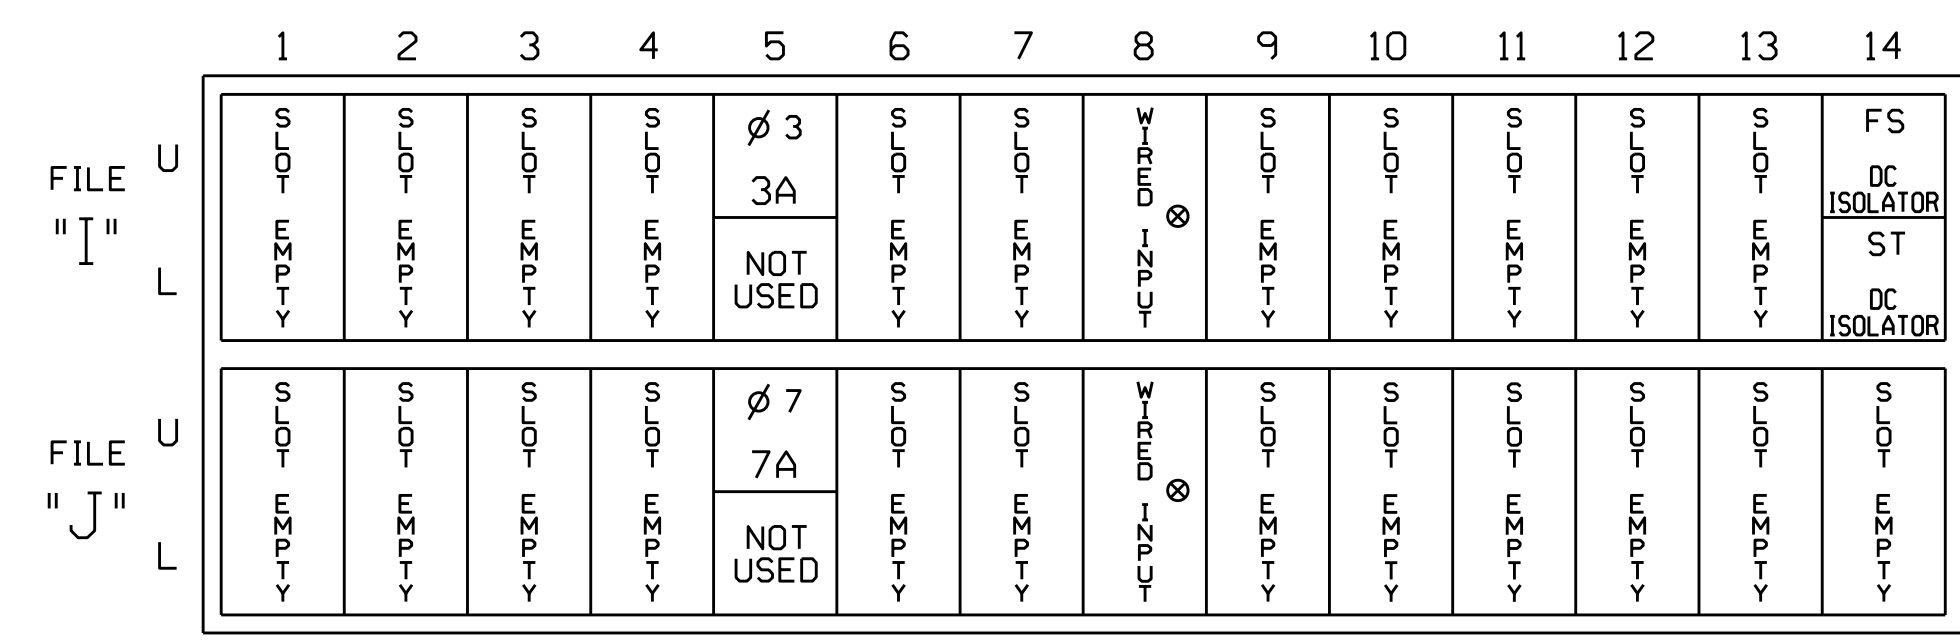 1 2 3 4 5 6 7 8 9 10 11 12 13 14
FILE "I"
U
L
SLOT EMPTY
SLOT EMPTY
SLOT EMPTY
SLOT EMPTY
Ø 3
3A
NOT
USED
SLOT EMPTY
SLOT EMPTY
WIRED INPUT
SLOT EMPTY
SLOT EMPTY
SLOT EMPTY
SLOT EMPTY
SLOT EMPTY
FS
DC
ISOLATOR
ST
DC
ISOLATOR
FILE "J"
U
L
SLOT EMPTY
SLOT EMPTY
SLOT EMPTY
SLOT EMPTY
Ø 7
7A
NOT
USED
SLOT EMPTY
SLOT EMPTY
WIRED INPUT
SLOT EMPTY
SLOT EMPTY
SLOT EMPTY
SLOT EMPTY
SLOT EMPTY
SLOT EMPTY